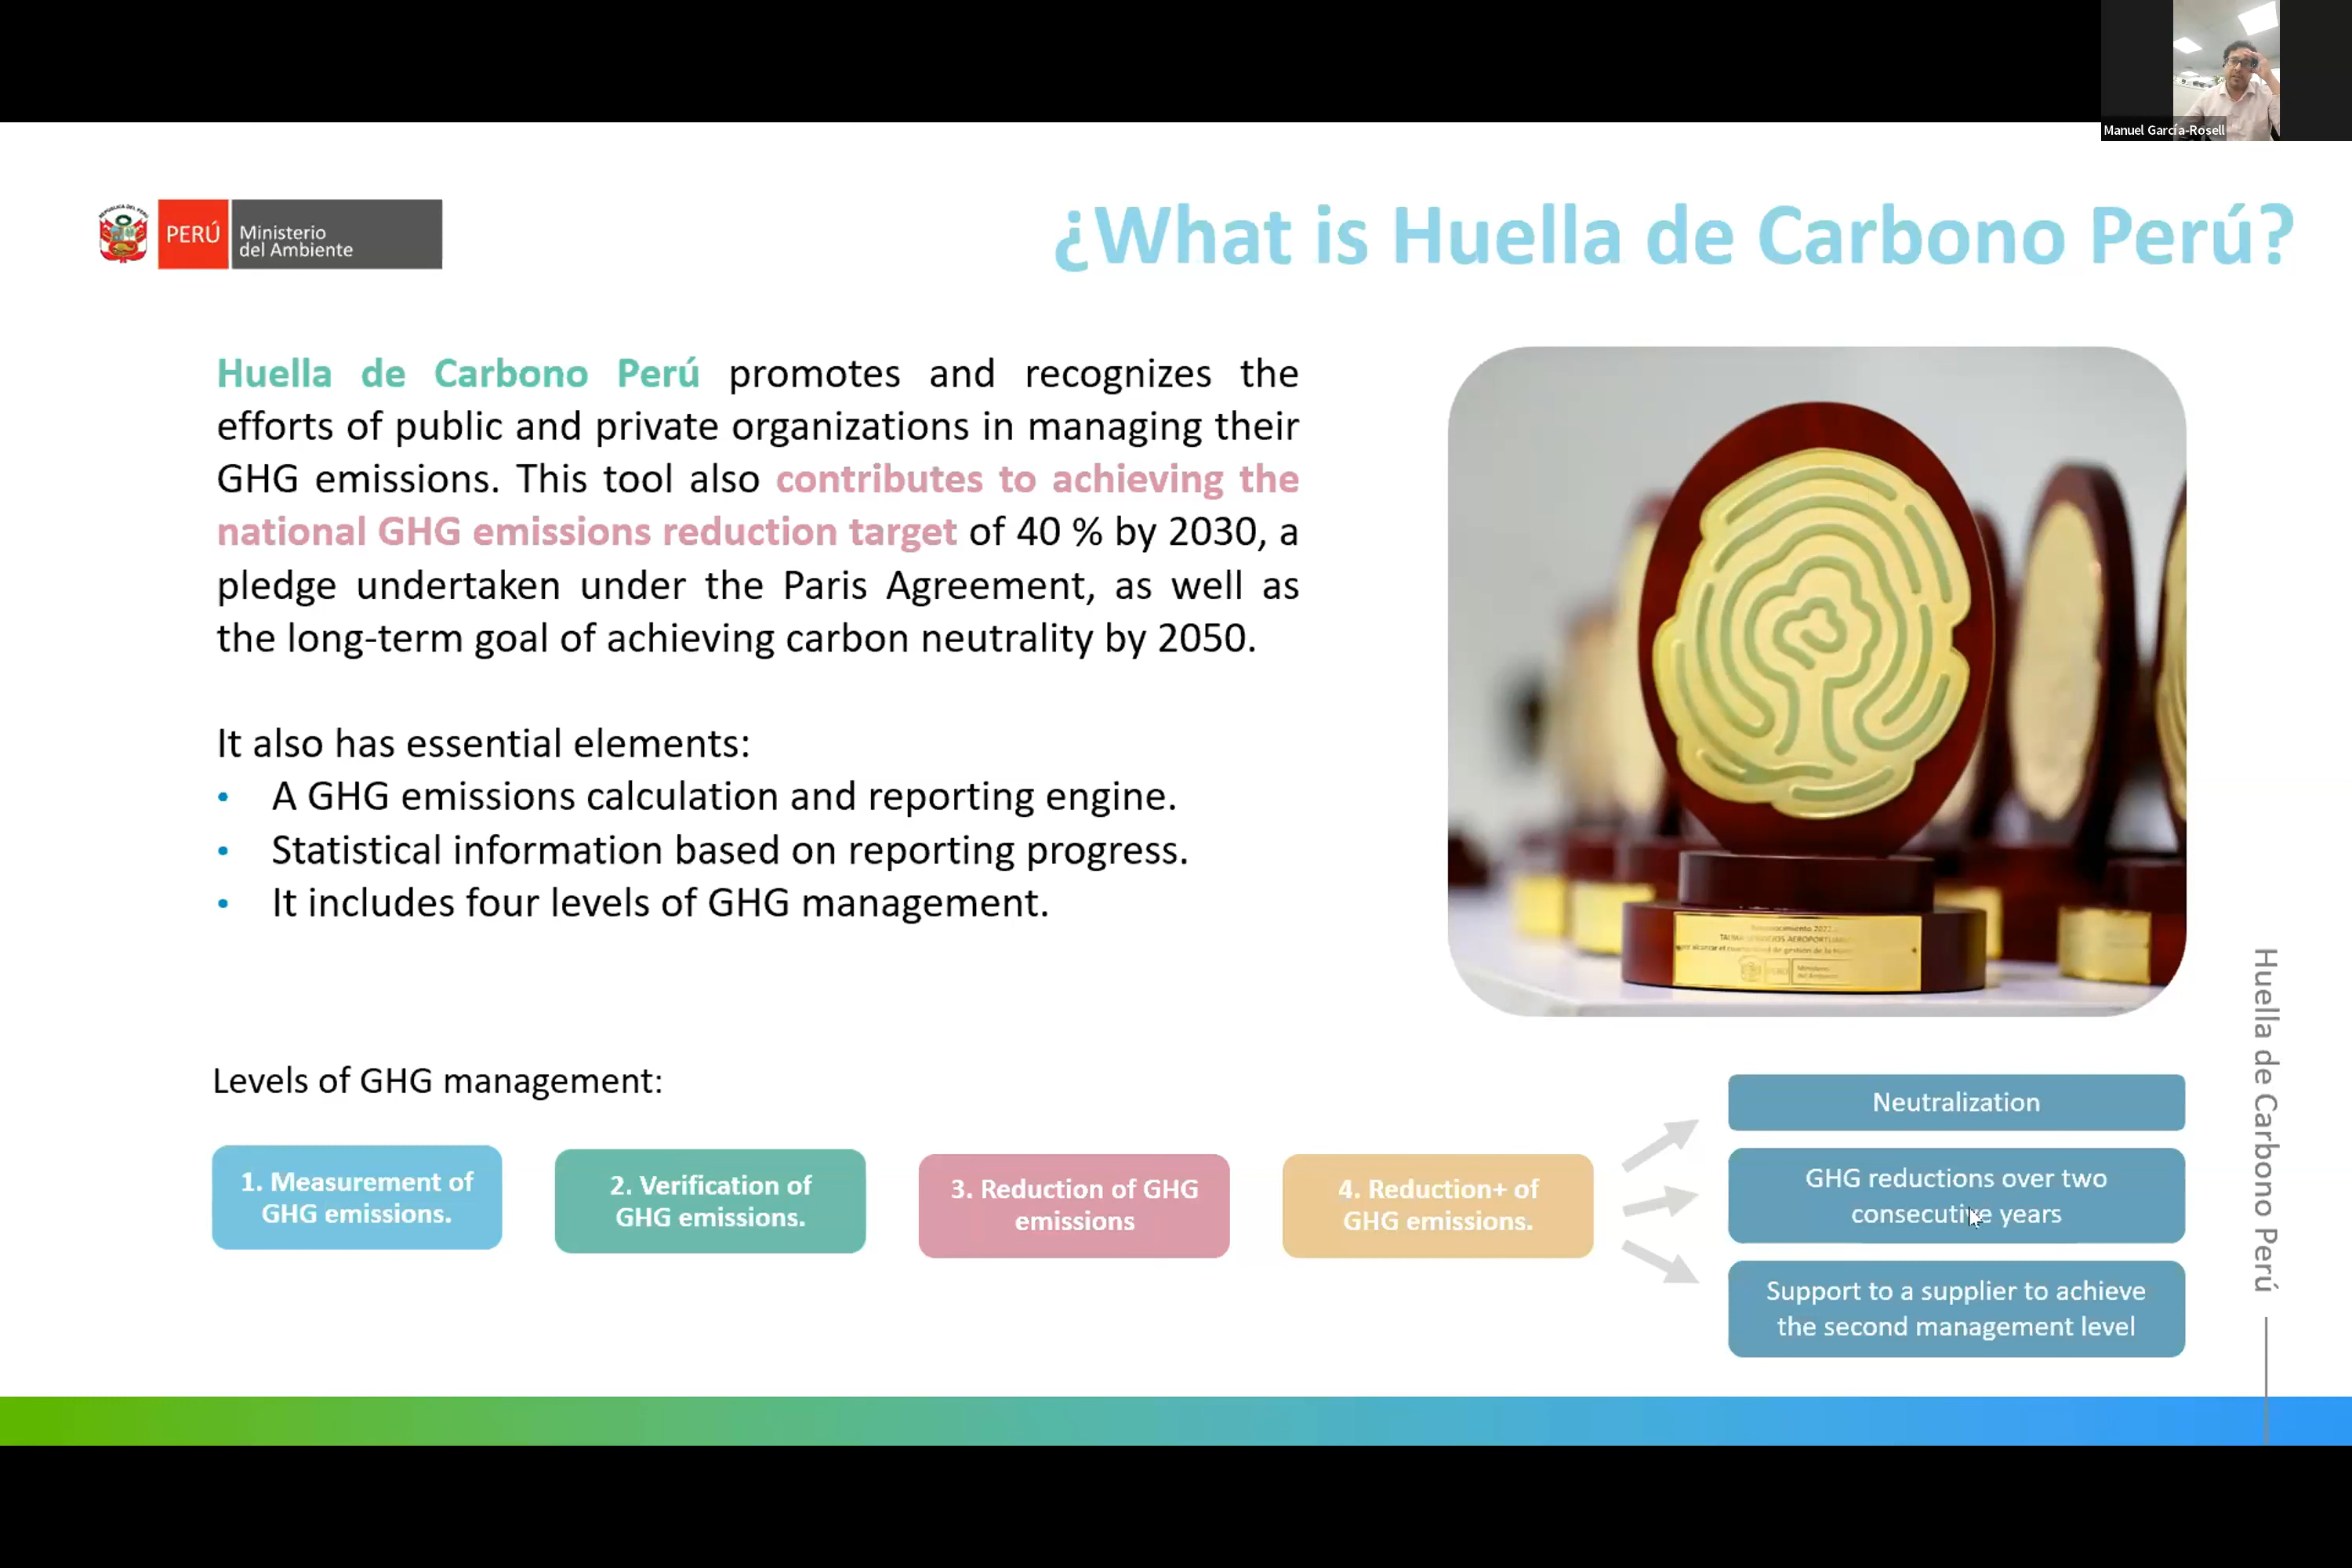 Manuel García-Rosell
PERÚ
Ministerio
del Ambiente
¿What is Huella de Carbono Perú?
Huella de Carbono Perú promotes and recognizes the
efforts of public and private organizations in managing their
GHG emissions. This tool also contributes to achieving the
national GHG emissions reduction target of 40 % by 2030, a
pledge undertaken under the Paris Agreement, as well as
the long-term goal of achieving carbon neutrality by 2050.
It also has essential elements:
• A GHG emissions calculation and reporting engine.
• Statistical information based on reporting progress.
• It includes four levels of GHG management.
Levels of GHG management:
1. Measurement of
GHG emissions.
2. Verification of
GHG emissions.
3. Reduction of GHG
emissions
4. Reduction+ of
GHG emissions.
Neutralization
GHG reductions over two
consecutive years
Support to a supplier to achieve
the second management level
Huella de Carbono Perú